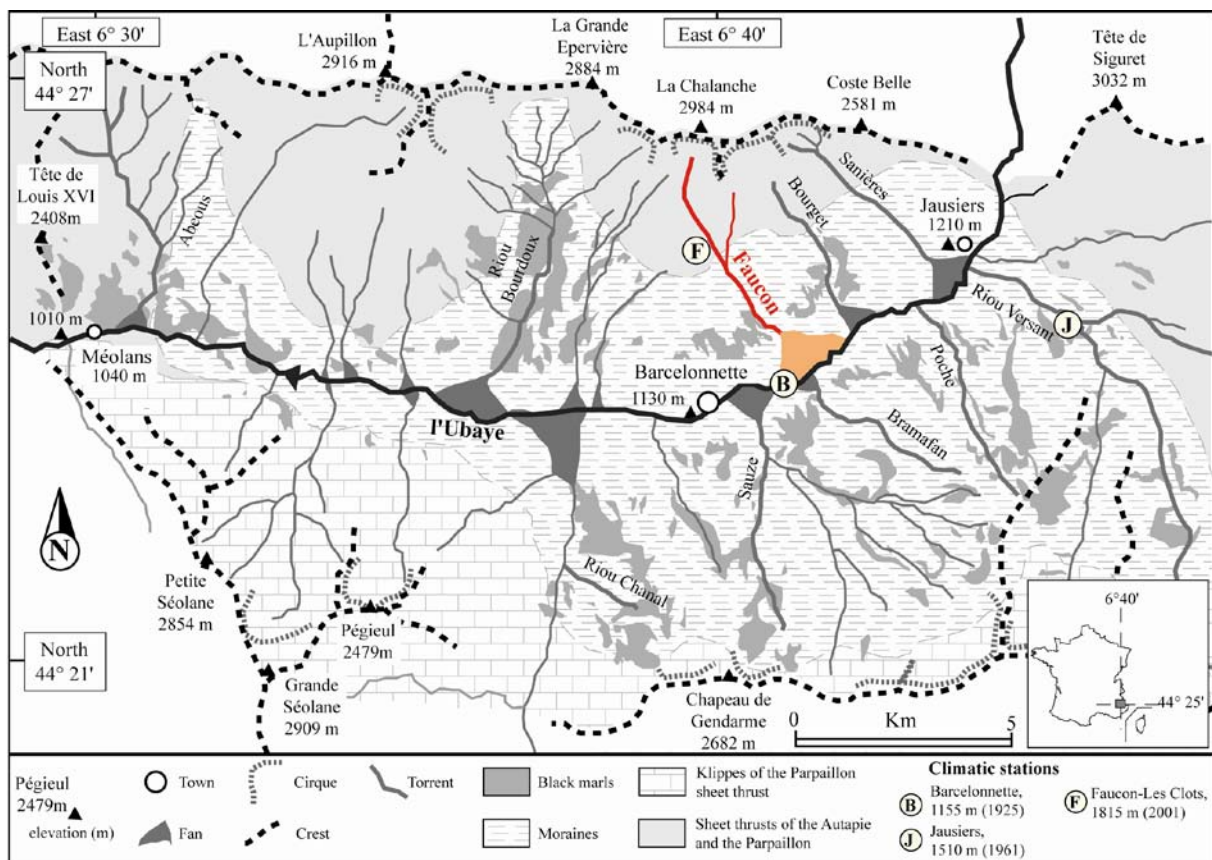 East 6° 30'
East 6° 40'
North
44° 27'
L'Aupillon
2916 m
La Grande
Epervière
2884 m
La Chalanche
2984 m
Coste Belle
2581 m
Tête de
Siguret
3032 m
Tête de
Louis XVI
2408m
Abeous
Riou
Bourdoux
F
Faucon
Bourget
Sanières
Jausiers
1210 m
Riou Versant
J
1010 m
Méolans
1040 m
l'Ubaye
Barcelonnette
1130 m
B
Poche
Bramafan
Sauze
Riou Chanal
N
Petite
Séolane
2854 m
Pégieul
2479m
North
44° 21'
Grande
Séolane
2909 m
Chapeau de
Gendarme
2682 m
0 Km 5
6° 40'
44° 25'
Pégieul
2479m
elevation (m)
Town
Fan
Cirque
Crest
Torrent
Black marls
Moraines
Klippes of the Parpaillon
sheet thrust
Sheet thrusts of the Autapie
and the Parpaillon
Climatic stations
B Barcelonnette,
1155 m (1925)
J Jausiers,
1510 m (1961)
F Faucon-Les Clots,
1815 m (2001)